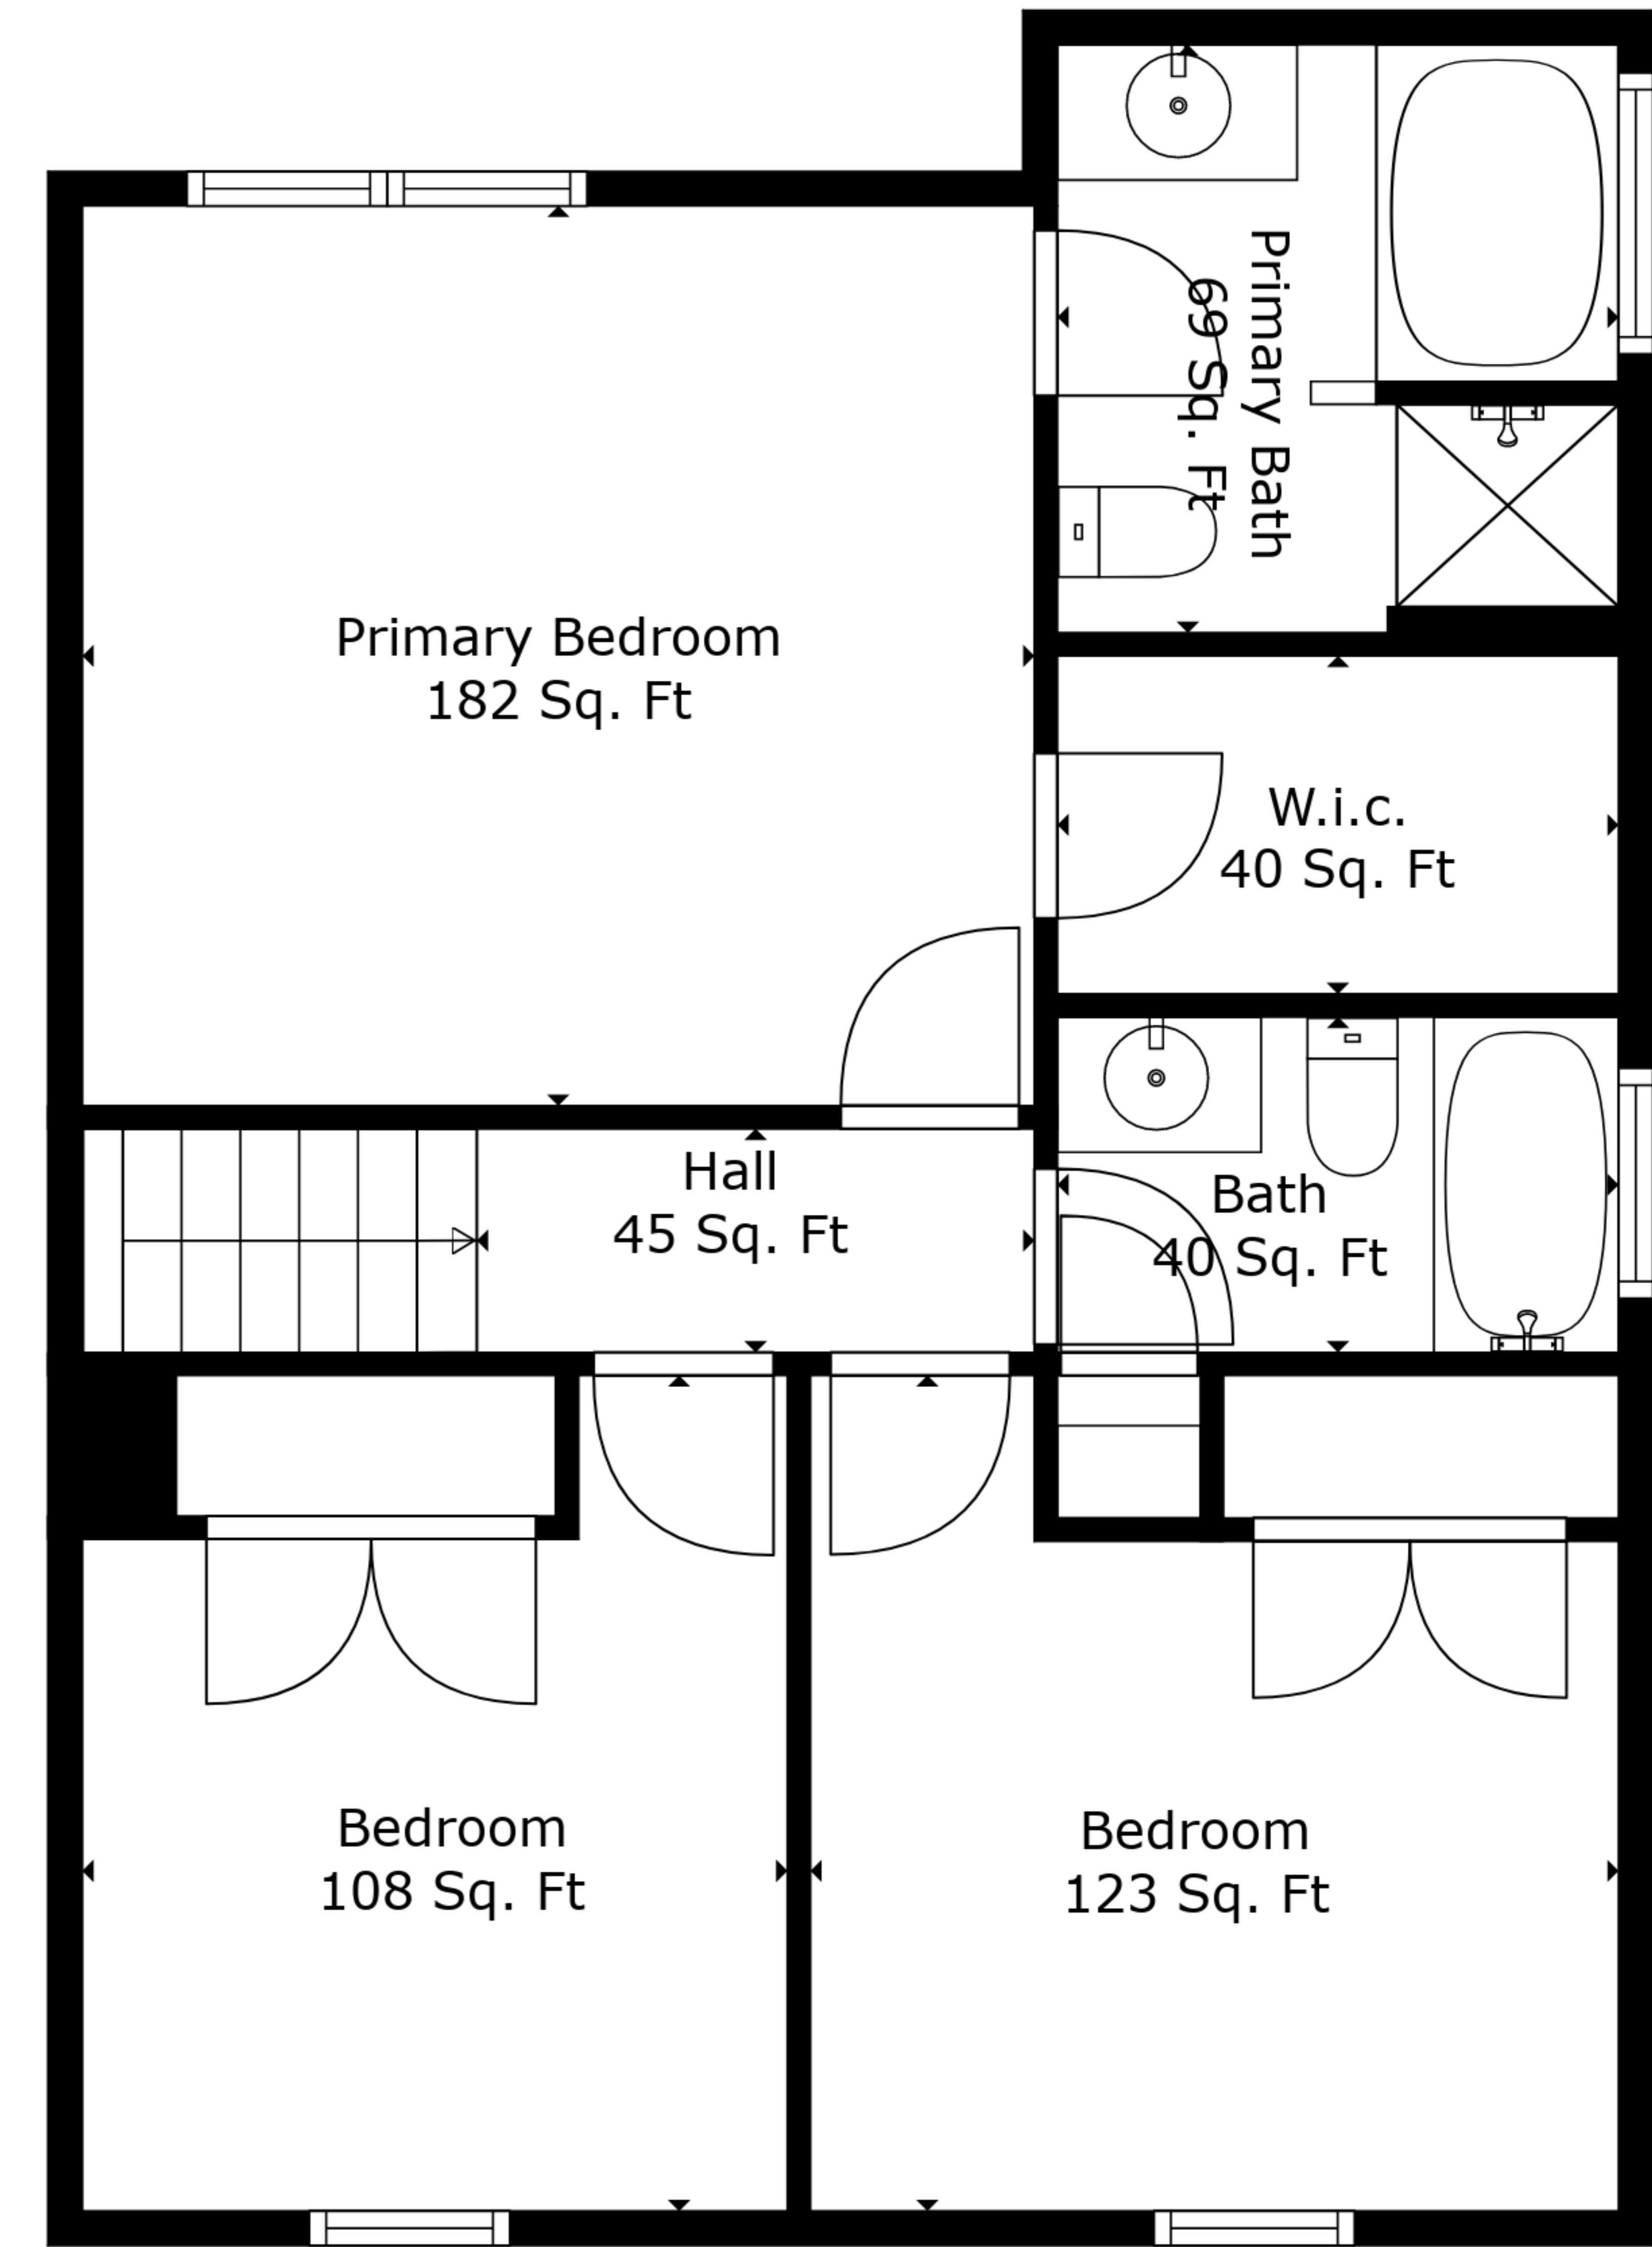 Primary Bath
69 Sq. Ft
Primary Bedroom
182 Sq. Ft
W.i.c.
40 Sq. Ft
Hall
45 Sq. Ft
Bath
40 Sq. Ft
Bedroom
108 Sq. Ft
Bedroom
123 Sq. Ft